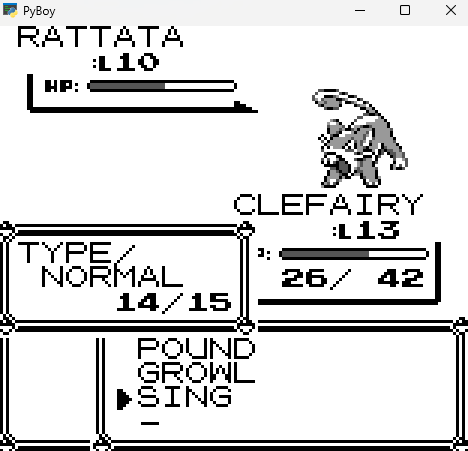 PyBoy
RATTATA
:L10
HP:
CLEFAIRY
:L13
26/ 42
TYPE/
NORMAL
14/15
POUND
GROWL
SING
–